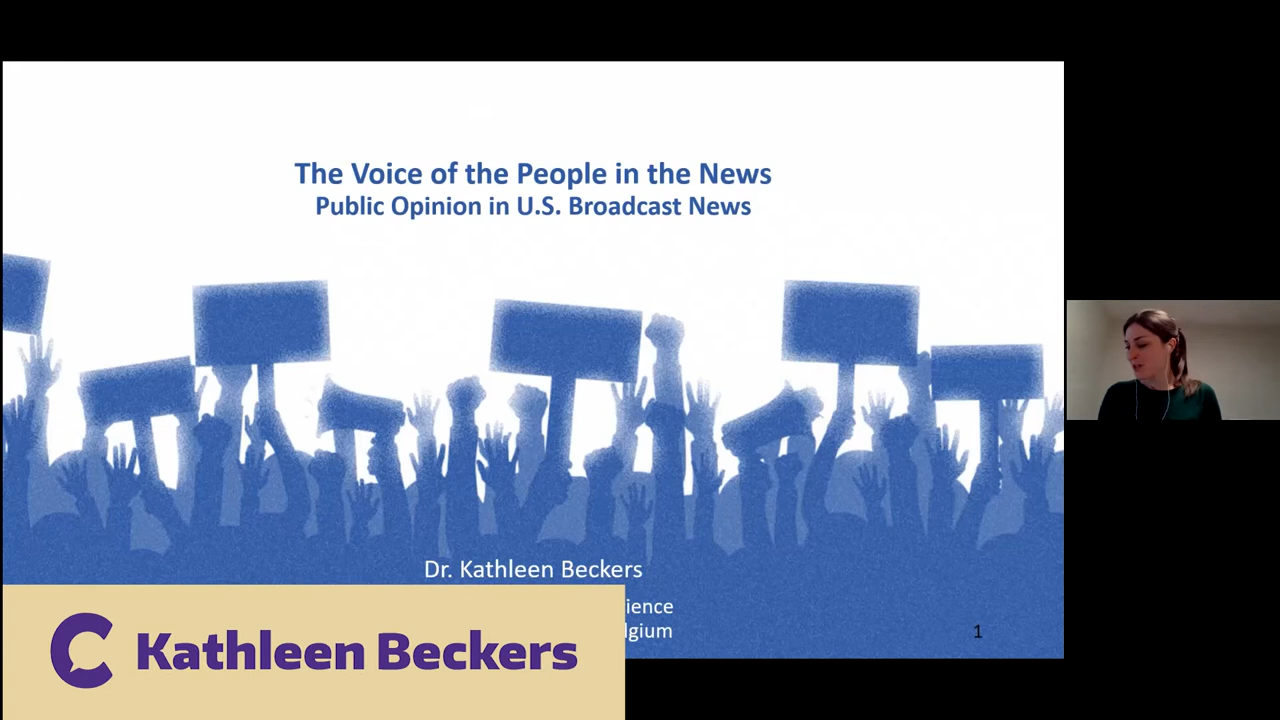 The Voice of the People in the News
Public Opinion in U.S. Broadcast News
Dr. Kathleen Beckers
ience
lgium
1
Kathleen Beckers